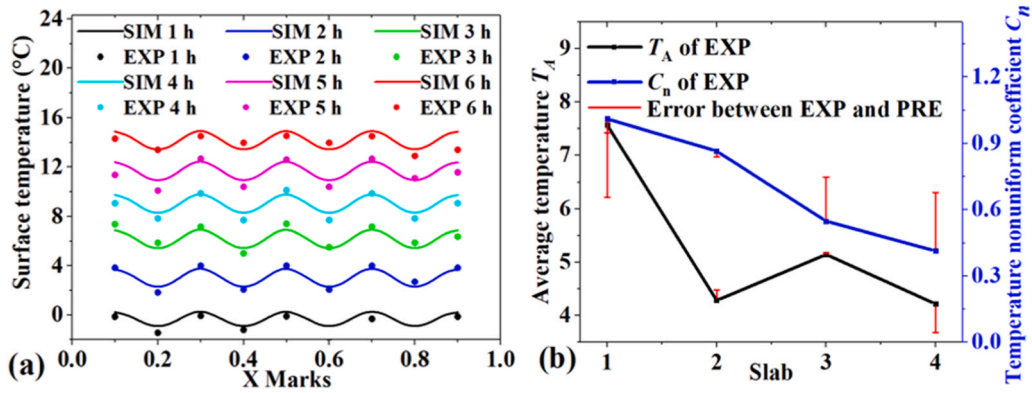 24
20
16
12
8
4
0
Surface temperature (°C)
SIM 1 h SIM 2 h SIM 3 h
EXP 1 h EXP 2 h EXP 3 h
SIM 4 h SIM 5 h SIM 6 h
EXP 4 h EXP 5 h EXP 6 h
0.0 0.2 0.4 0.6 0.8 1.0
(a) X Marks
9
8
7
6
5
4
Average temperature T_A
T_A of EXP
C_n of EXP
Error between EXP and PRE
1.2
0.9
0.6
0.3
0.0
Temperature nonuniform coefficient C_n
1 2 3 4
(b) Slab